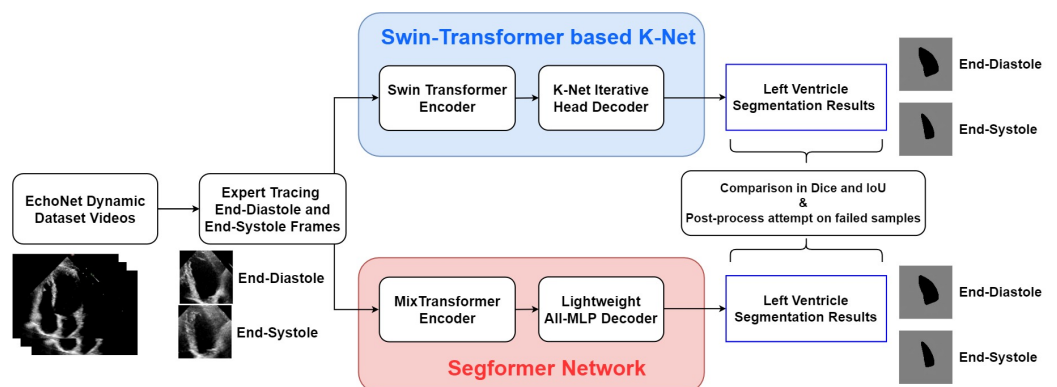 Swin-Transformer based K-Net
Swin Transformer
Encoder
K-Net Iterative
Head Decoder
Left Ventricle
Segmentation Results
End-Diastole
End-Systole
EchoNet Dynamic
Dataset Videos
Expert Tracing
End-Diastole and
End-Systole Frames
End-Diastole
End-Systole
Comparison in Dice and IoU
&
Post-process attempt on failed samples
MixTransformer
Encoder
Lightweight
All-MLP Decoder
Left Ventricle
Segmentation Results
End-Diastole
End-Systole
Segformer Network